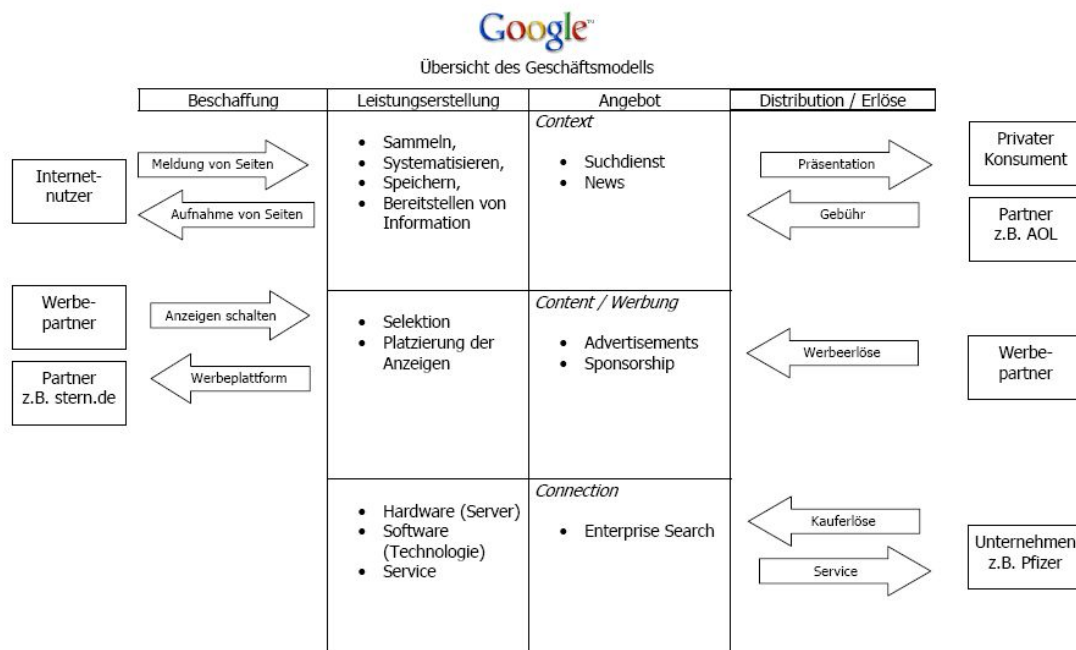 Google™
Übersicht des Geschäftsmodells
Beschaffung
Leistungserstellung
Angebot
Distribution / Erlöse
Internet-
nutzer
Meldung von Seiten
Aufnahme von Seiten
• Sammeln,
• Systematisieren,
• Speichern,
• Bereitstellen von
Information
Context
• Suchdienst
• News
Präsentation
Gebühr
Privater
Konsument
Partner
z.B. AOL
Werbe-
partner
Partner
z.B. stern.de
Anzeigen schalten
Werbeplattform
• Selektion
• Platzierung der
Anzeigen
Content / Werbung
• Advertisements
• Sponsorship
Werbeerlöse
Werbe-
partner
• Hardware (Server)
• Software
(Technologie)
• Service
Connection
• Enterprise Search
Kauferlöse
Service
Unternehmen
z.B. Pfizer